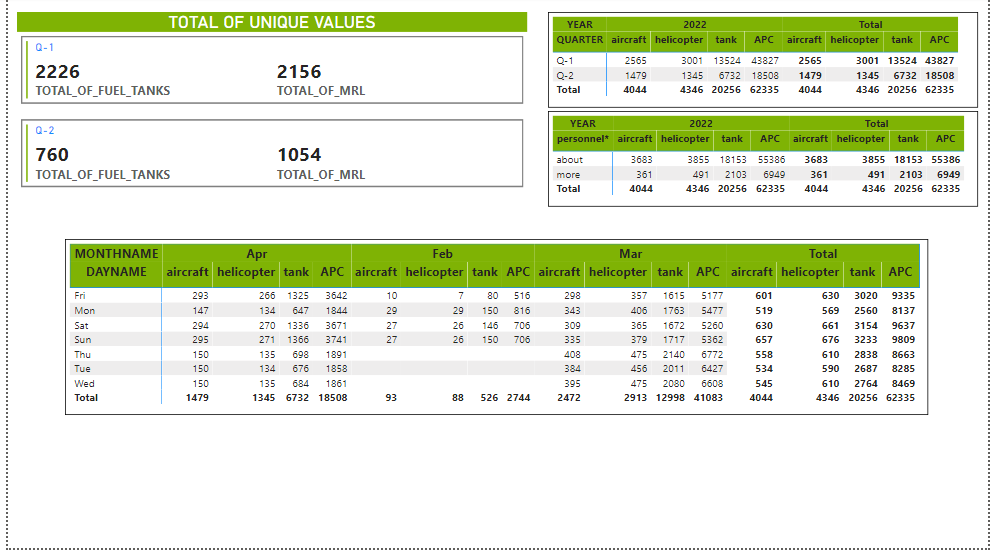 TOTAL OF UNIQUE VALUES
Q-1
2226 2156
TOTAL_OF_FUEL_TANKS TOTAL_OF_MRL
Q-2
760 1054
TOTAL_OF_FUEL_TANKS TOTAL_OF_MRL
YEAR 2022 Total
QUARTER aircraft helicopter tank APC aircraft helicopter tank APC
Q-1 2565 3001 13524 43827 2565 3001 13524 43827
Q-2 1479 1345 6732 18508 1479 1345 6732 18508
Total 4044 4346 20256 62335 4044 4346 20256 62335
YEAR 2022 Total
personnel* aircraft helicopter tank APC aircraft helicopter tank APC
about 3683 3855 18153 55386 3683 3855 18153 55386
more 361 491 2103 6949 361 491 2103 6949
Total 4044 4346 20256 62335 4044 4346 20256 62335
MONTHNAME Apr Feb Mar Total
DAYNAME aircraft helicopter tank APC aircraft helicopter tank APC aircraft helicopter tank APC aircraft helicopter tank APC
Fri 293 266 1325 3642 10 7 80 516 298 357 1615 5177 601 630 3020 9335
Mon 147 134 647 1844 29 29 150 816 343 406 1763 5477 519 569 2560 8137
Sat 294 270 1336 3671 27 26 146 706 309 365 1672 5260 630 661 3154 9637
Sun 295 271 1366 3741 27 26 150 706 335 379 1717 5362 657 676 3233 9809
Thu 150 135 698 1891 408 475 2140 6772 558 610 2838 8663
Tue 150 134 676 1858 384 456 2011 6427 534 590 2687 8285
Wed 150 135 684 1861 395 475 2080 6608 545 610 2764 8469
Total 1479 1345 6732 18508 93 88 526 2744 2472 2913 12998 41083 4044 4346 20256 62335